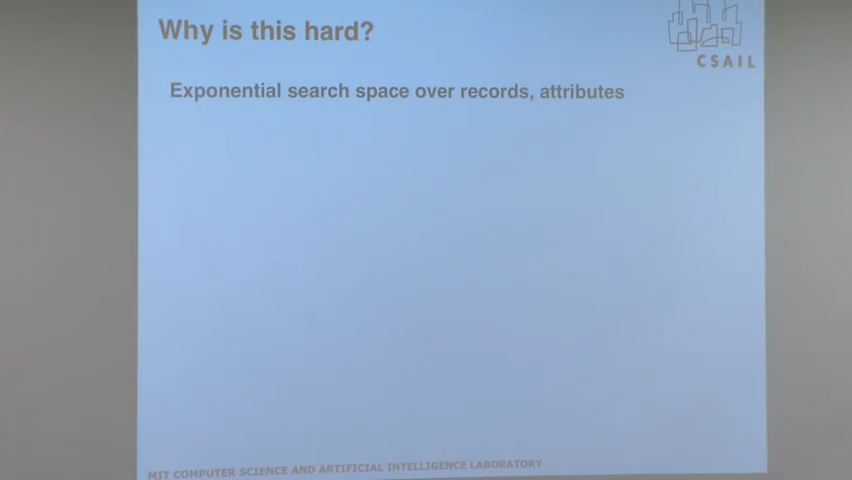 Why is this hard?
CSAIL
Exponential search space over records, attributes
MIT COMPUTER SCIENCE AND ARTIFICIAL INTELLIGENCE LABORATORY